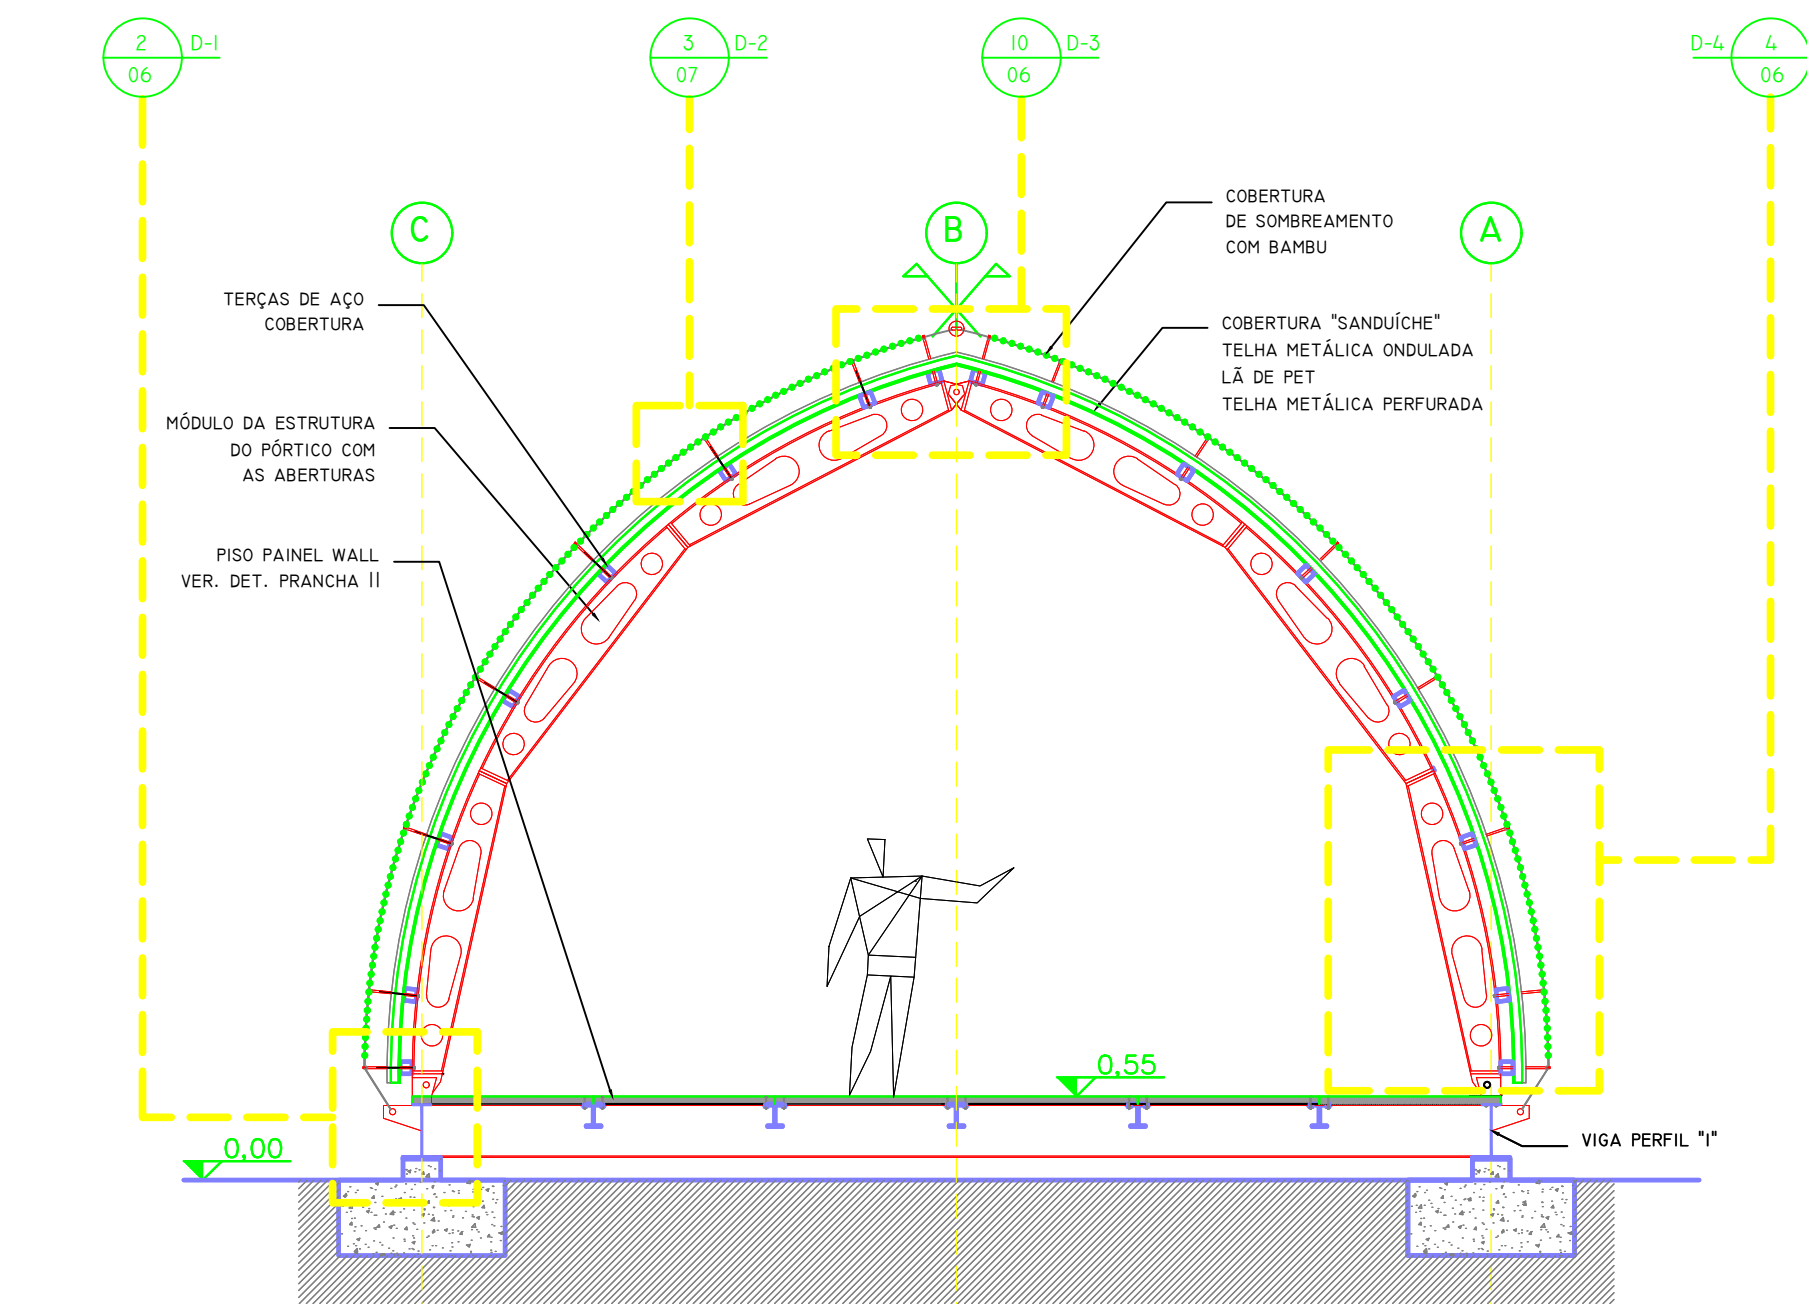 2 D-1
06
3 D-2
07
10 D-3
06
D-4 4
06
C
B
A
COBERTURA
DE SOMBREAMENTO
COM BAMBU
TERÇAS DE AÇO
COBERTURA
COBERTURA "SANDUÍCHE"
TELHA METÁLICA ONDULADA
LÃ DE PET
TELHA METÁLICA PERFURADA
MÓDULO DA ESTRUTURA
DO PÓRTICO COM
AS ABERTURAS
PISO PAINEL WALL
VER. DET. PRANCHA 11
0,55
VIGA PERFIL "I"
0,00